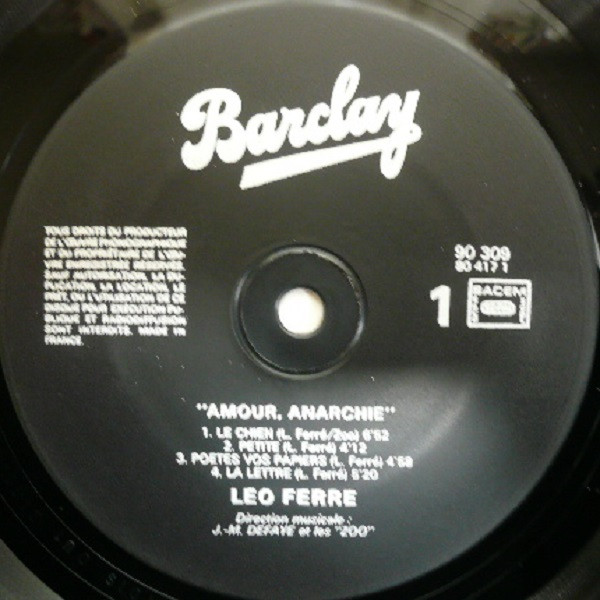 Barclay
TOUS DROITS DU PRODUCTEUR
DE L'ŒUVRE PHONOGRAPHIQUE
ET DU PROPRIETAIRE DE L'ŒU-
VRE ENREGISTREE RESERVES.
SAUF AUTORISATION, LA DU-
PLICATION, LA LOCATION, LE
PRET, OU L'UTILISATION DE CE
DISQUE POUR EXECUTION PU-
BLIQUE ET RADIODIFFUSION
SONT INTERDITS. MADE IN
FRANCE.
90 309
80 417 1
1
SACEM
"AMOUR. ANARCHIE"
1. LE CHIEN (L. Ferré/Zoo) 6'52
2. PETITE (L. Ferré) 4'12
3. POETES VOS PAPIERS (L. Ferré) 4'58
4. LA LETTRE (L. Ferré) 5'20
LEO FERRE
Direction musicale :
J.-M. DEFAYE et les "ZOO"